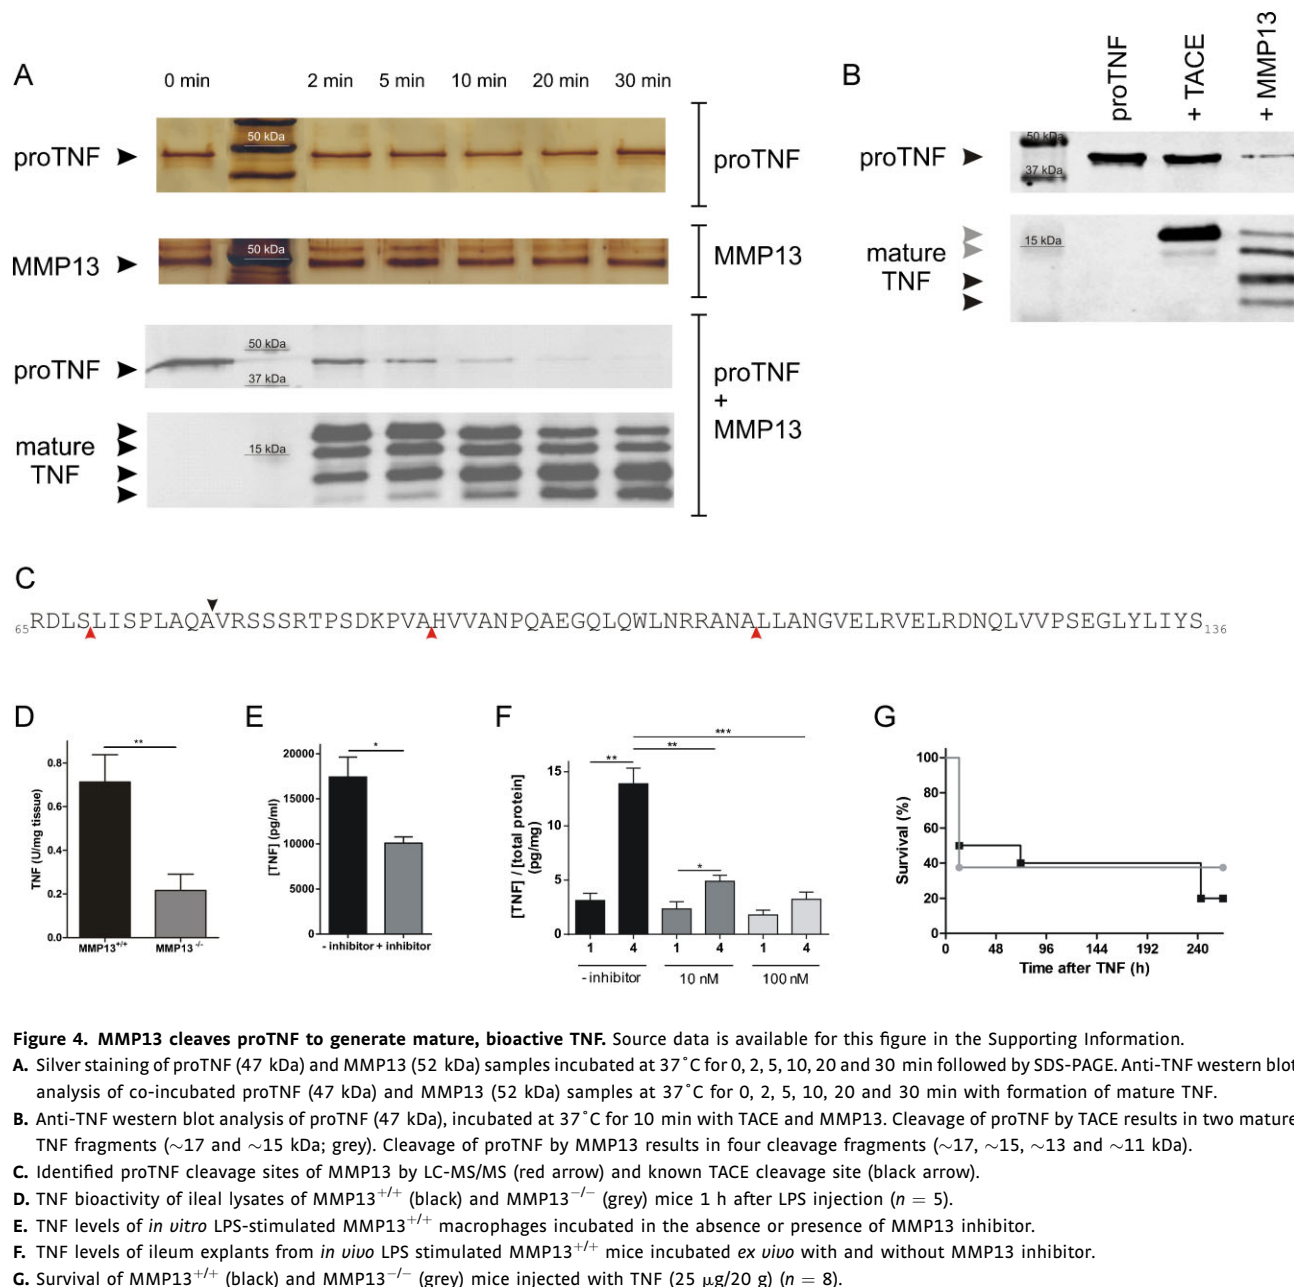 A
0 min 2 min 5 min 10 min 20 min 30 min
proTNF
50 kDa
proTNF
MMP13
50 kDa
MMP13
proTNF
50 kDa
37 kDa
proTNF
+
MMP13
mature
TNF
15 kDa
B
proTNF
+ TACE
+ MMP13
proTNF
50 kDa
37 kDa
mature
TNF
15 kDa
C
65RDLSLISPLAQAVRSSSRTPSDKPVAHVVANPQAEGQLQWLNRRANALLANGVELRVELRDNQLVVPSEGLYLIYS136
D
TNF (U/mg tissue)
0.8
0.6
0.4
0.2
0.0
**
MMP13+/+ MMP13-/-
E
[TNF] (pg/ml)
20000
15000
10000
5000
0
*
- inhibitor + inhibitor
F
[TNF] / [total protein]
(pg/mg)
15
10
5
0
***
**
**
*
1 4 1 4 1 4
- inhibitor 10 nM 100 nM
G
Survival (%)
100
80
60
40
20
0
0 48 96 144 192 240
Time after TNF (h)
Figure 4. MMP13 cleaves proTNF to generate mature, bioactive TNF. Source data is available for this figure in the Supporting Information.
A. Silver staining of proTNF (47 kDa) and MMP13 (52 kDa) samples incubated at 37˚C for 0, 2, 5, 10, 20 and 30 min followed by SDS-PAGE. Anti-TNF western blot
analysis of co-incubated proTNF (47 kDa) and MMP13 (52 kDa) samples at 37˚C for 0, 2, 5, 10, 20 and 30 min with formation of mature TNF.
B. Anti-TNF western blot analysis of proTNF (47 kDa), incubated at 37˚C for 10 min with TACE and MMP13. Cleavage of proTNF by TACE results in two mature
TNF fragments (∼17 and ∼15 kDa; grey). Cleavage of proTNF by MMP13 results in four cleavage fragments (∼17, ∼15, ∼13 and ∼11 kDa).
C. Identified proTNF cleavage sites of MMP13 by LC-MS/MS (red arrow) and known TACE cleavage site (black arrow).
D. TNF bioactivity of ileal lysates of MMP13+/+ (black) and MMP13−/− (grey) mice 1 h after LPS injection (n = 5).
E. TNF levels of in vitro LPS-stimulated MMP13+/+ macrophages incubated in the absence or presence of MMP13 inhibitor.
F. TNF levels of ileum explants from in vivo LPS stimulated MMP13+/+ mice incubated ex vivo with and without MMP13 inhibitor.
G. Survival of MMP13+/+ (black) and MMP13−/− (grey) mice injected with TNF (25 μg/20 g) (n = 8).